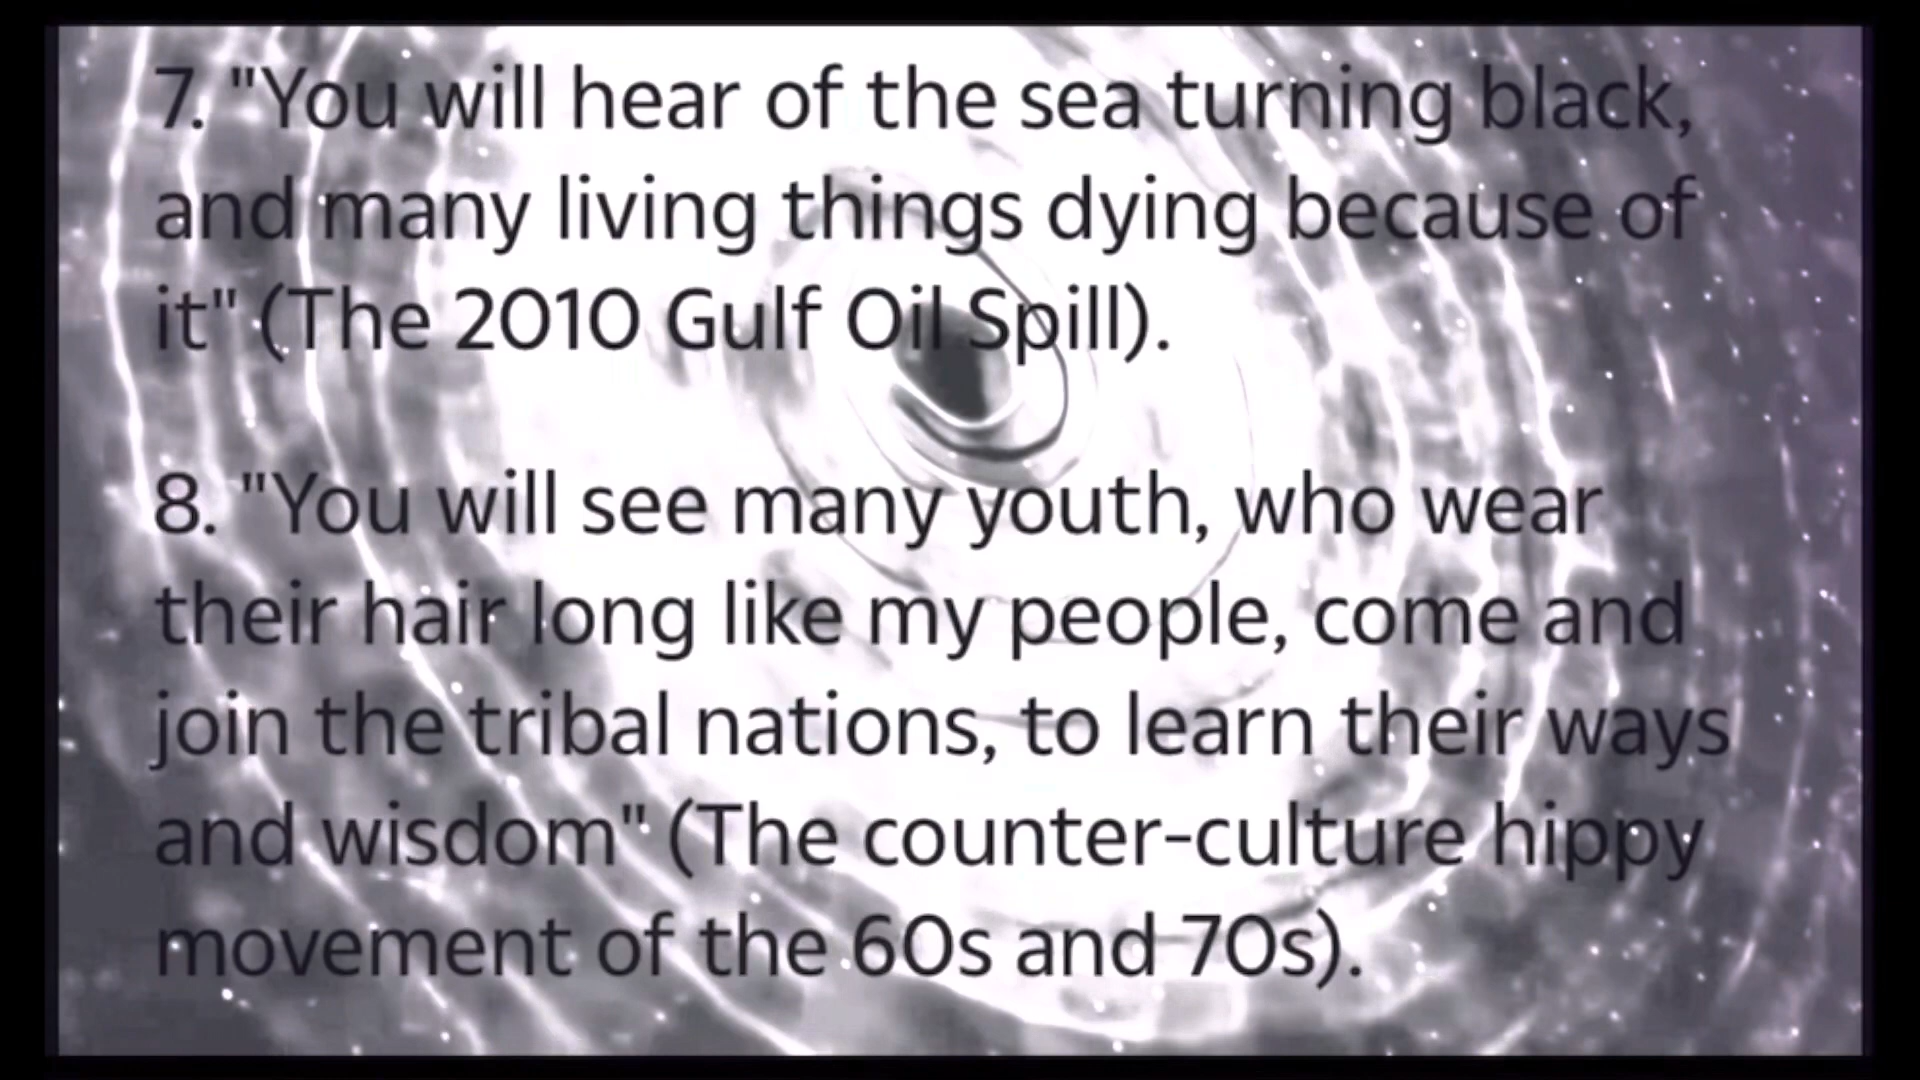 7. "You will hear of the sea turning black,
and many living things dying because of
it" (The 2010 Gulf Oil Spill).
8. "You will see many youth, who wear
their hair long like my people, come and
join the tribal nations, to learn their ways
and wisdom" (The counter-culture hippy
movement of the 60s and 70s).